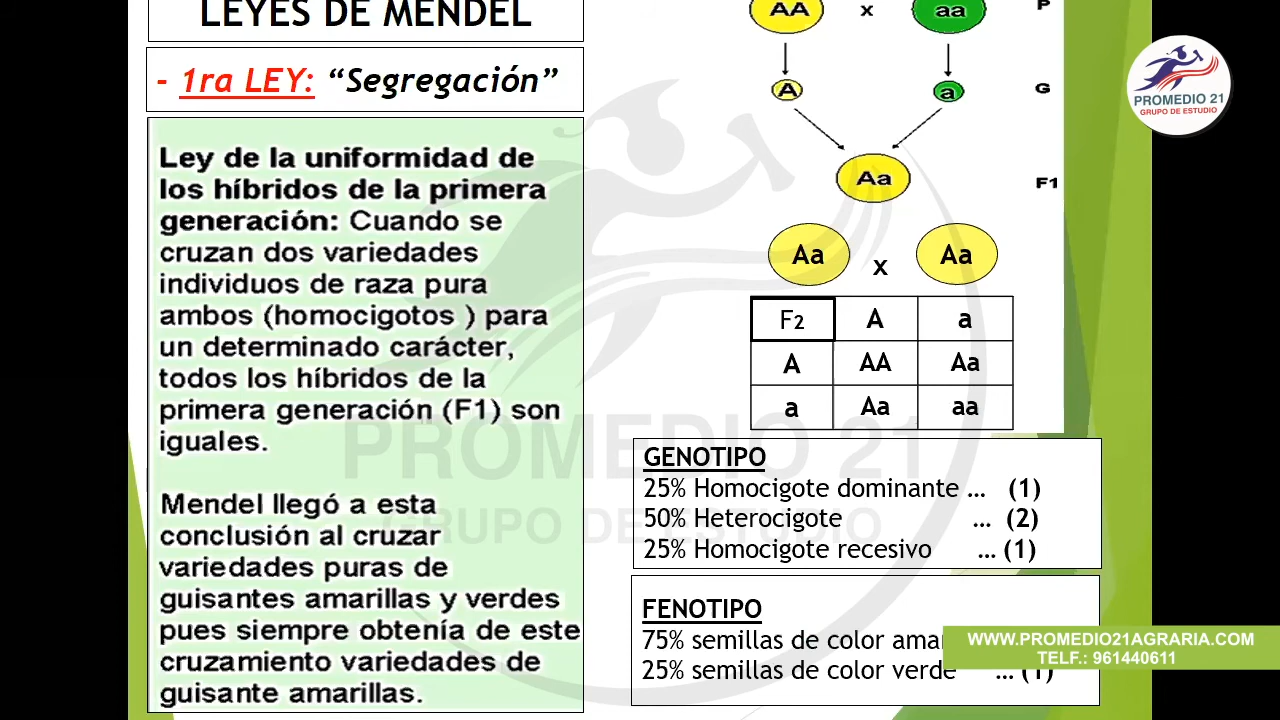 LEYES DE MENDEL
- 1ra LEY: “Segregación”
Ley de la uniformidad de
los híbridos de la primera
generación: Cuando se
cruzan dos variedades
individuos de raza pura
ambos (homocigotos ) para
un determinado carácter,
todos los híbridos de la
primera generación (F1) son
iguales.
Mendel llegó a esta
conclusión al cruzar
variedades puras de
guisantes amarillas y verdes
pues siempre obtenía de este
cruzamiento variedades de
guisante amarillas.
AA x aa P
A a G
Aa F1
Aa x Aa
F2 A a
A AA Aa
a Aa aa
GENOTIPO
25% Homocigote dominante ... (1)
50% Heterocigote ... (2)
25% Homocigote recesivo ... (1)
FENOTIPO
75% semillas de color
25% semillas de color verde ... (1)
PROMEDIO 21
GRUPO DE ESTUDIO
WWW.PROMEDIO21AGRARIA.COM
TELF.: 961440611
PROMEDIO 21
GRUPO DE ESTUDIO